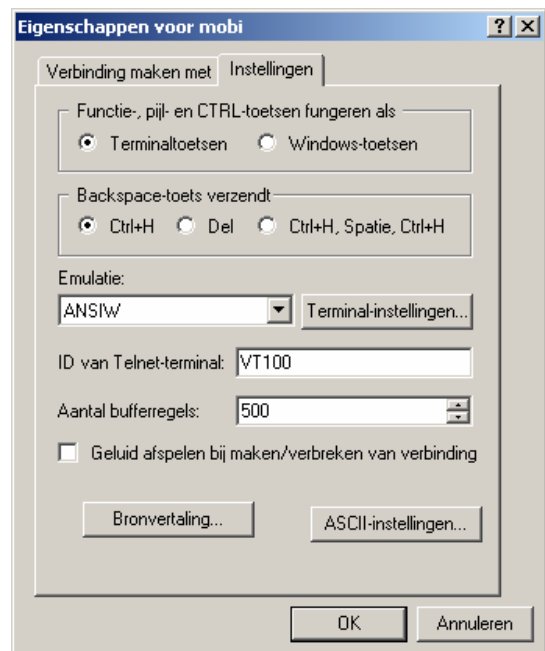 Eigenschappen voor mobi
Verbinding maken met Instellingen
Functie-, pijl- en CTRL-toetsen fungeren als
Terminaltoetsen Windows-toetsen
Backspace-toets verzendt
Ctrl+H Del Ctrl+H, Spatie, Ctrl+H
Emulatie:
ANSIW Terminal-instellingen...
ID van Telnet-terminal: VT100
Aantal bufferregels: 500
Geluid afspelen bij maken/verbreken van verbinding
Bronvertaling... ASCII-instellingen...
OK Annuleren